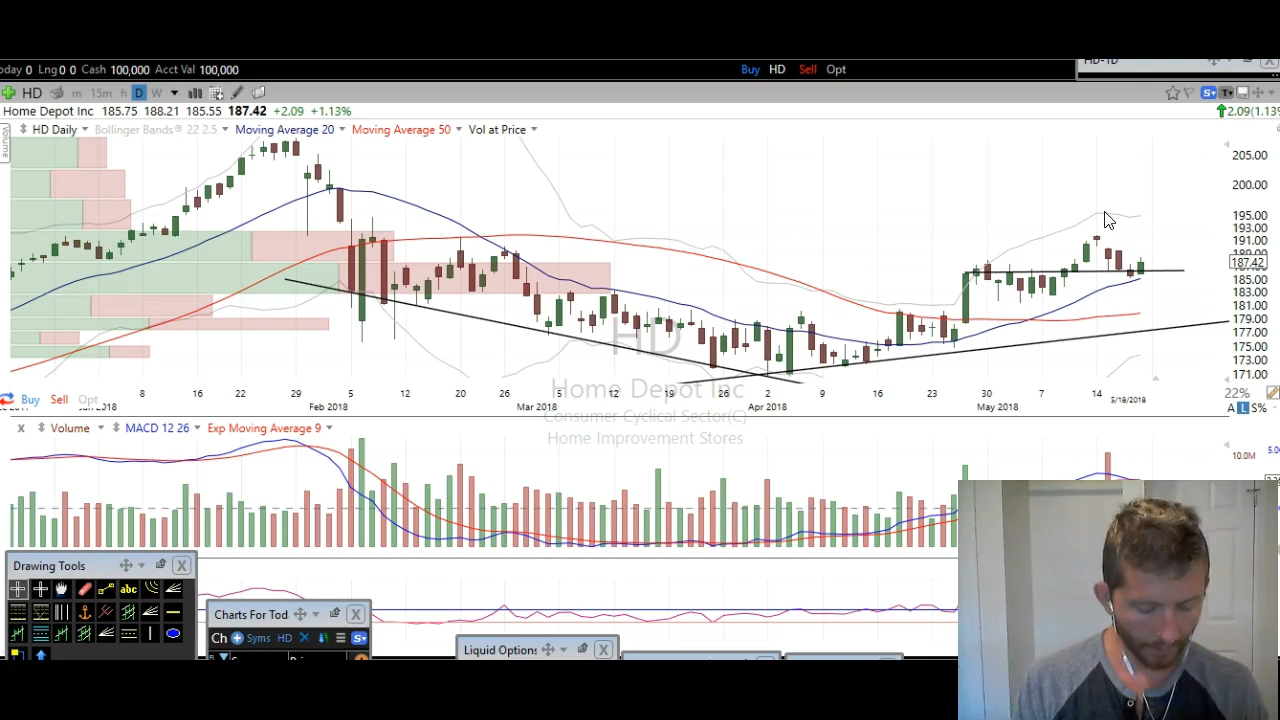 oday 0 Lng 0 0 Cash 100,000 Acct Val 100,000 Buy HD Sell Opt
HD m 15m h D W S T
Home Depot Inc 185.75 188.21 185.55 187.42 +2.09 +1.13% 2.09(1.13
HD Daily Bollinger Bands® 22 2.5 Moving Average 20 Moving Average 50 Vol at Price
Volume
205.00
200.00
195.00
193.00
191.00
187.42
185.00
183.00
181.00
179.00
177.00
175.00
173.00
171.00
HD
Home Depot Inc
Consumer Cyclical Sector(C)
Home Improvement Stores
8 16 22 29 5 12 20 26 5 12 19 26 2 9 16 23 30 7 14 5/18/2018
Feb 2018 Mar 2018 Apr 2018 May 2018
22%
Buy Sell Opt
A L S%
X Volume MACD 12 26 Exp Moving Average 9
10.0M
5.00
Drawing Tools X
abc
Charts For Tod X
Ch Syms HD S
Liquid Options X